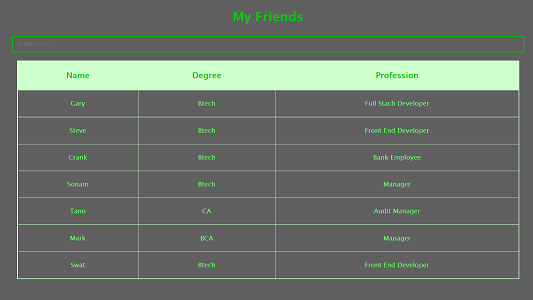 My Friends
Search Here
Name Degree Profession
Gary Btech Full Stach Developer
Steve Btech Front End Developer
Crank Btech Bank Employee
Sonam Btech Manager
Tanu CA Audit Manager
Mark BCA Manager
Swat Btech Front End Developer